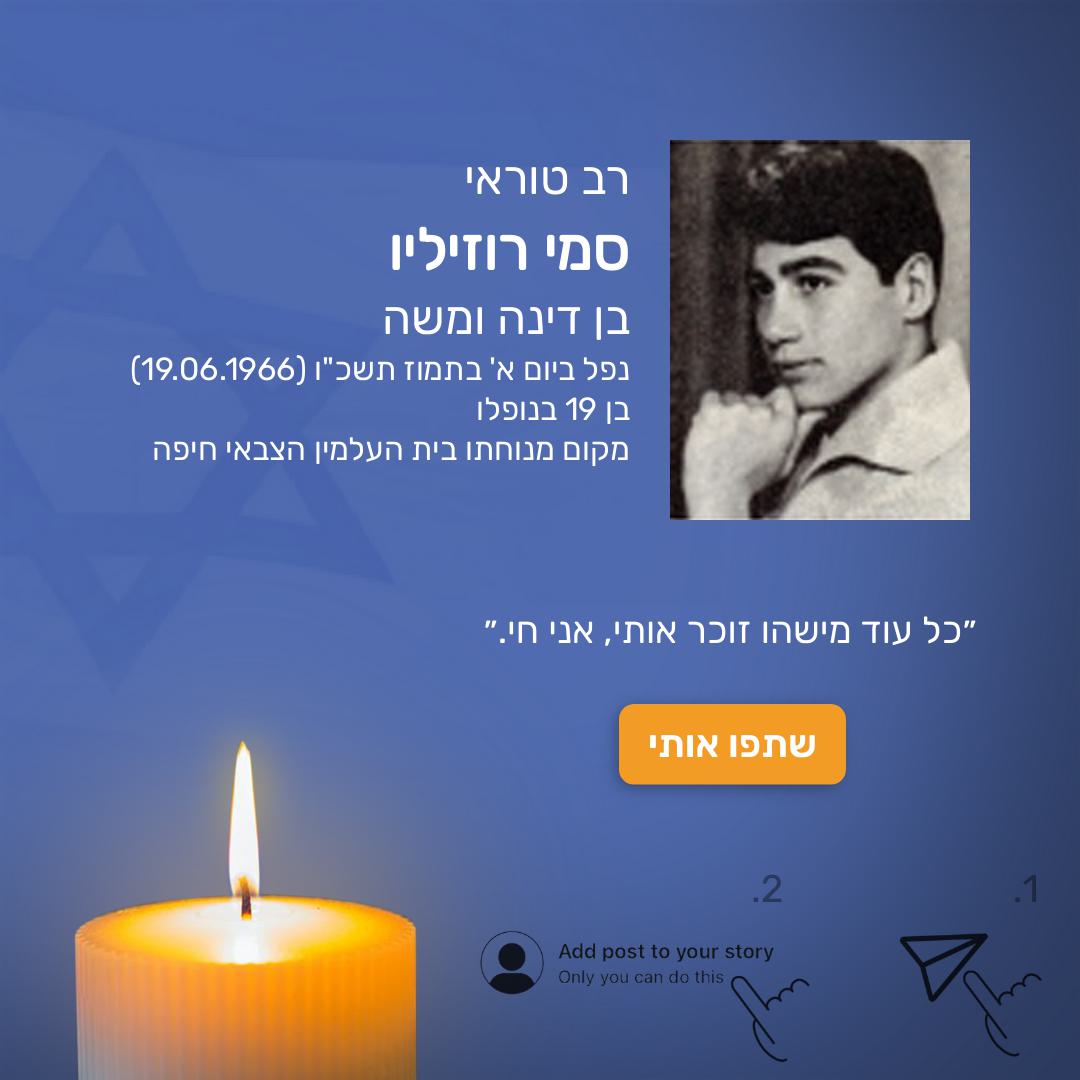 רב טוראי
סמי רוזיליו
בן דינה ומשה
נפל ביום א' בתמוז תשכ"ו (19.06.1966)
בן 19 בנופלו
מקום מנוחתו בית העלמין הצבאי חיפה
״כל עוד מישהו זוכר אותי, אני חי.״
שתפו אותי
1.
2.
Add post to your story
Only you can do this